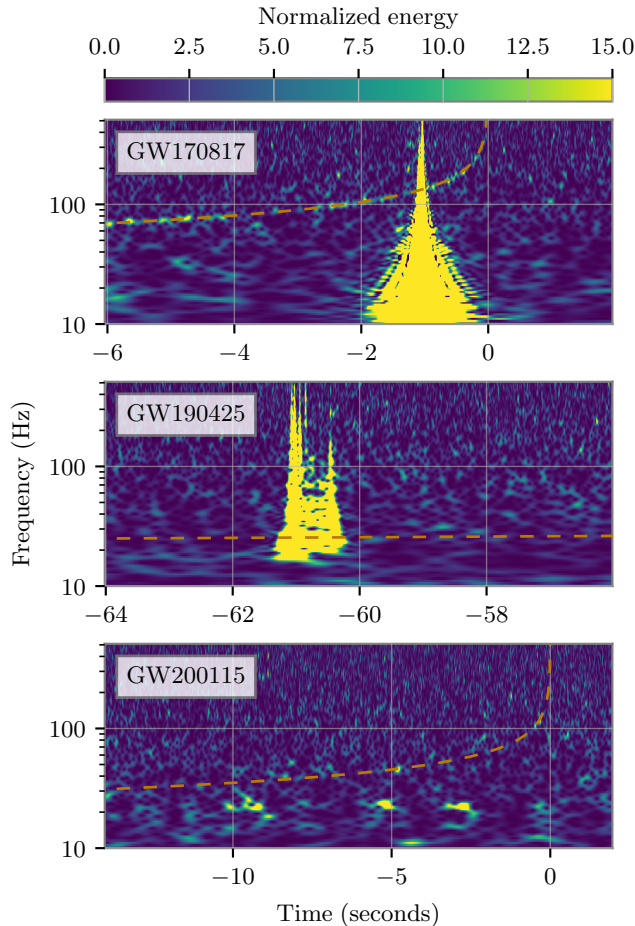 Normalized energy
0.0 2.5 5.0 7.5 10.0 12.5 15.0
GW170817
100
10
−6 −4 −2 0
GW190425
100
10
−64 −62 −60 −58
GW200115
100
10
−10 −5 0
Frequency (Hz)
Time (seconds)